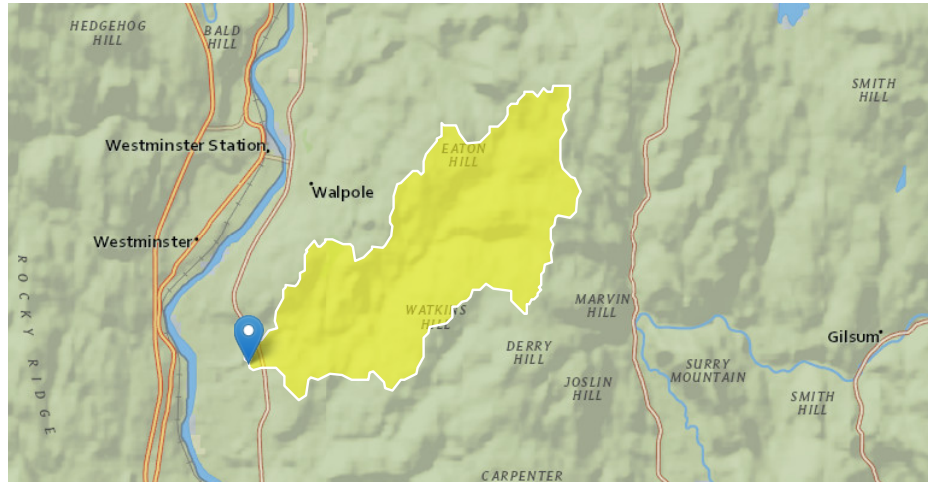 HEDGEHOG
HILL
BALD
HILL
SMITH
HILL
Westminster Station
EATON
HILL
Walpole
Westminster
ROCKY RIDGE
WATKINS
HILL
MARVIN
HILL
Gilsum
DERRY
HILL
SURRY
MOUNTAIN
JOSLIN
HILL
SMITH
HILL
CARPENTER